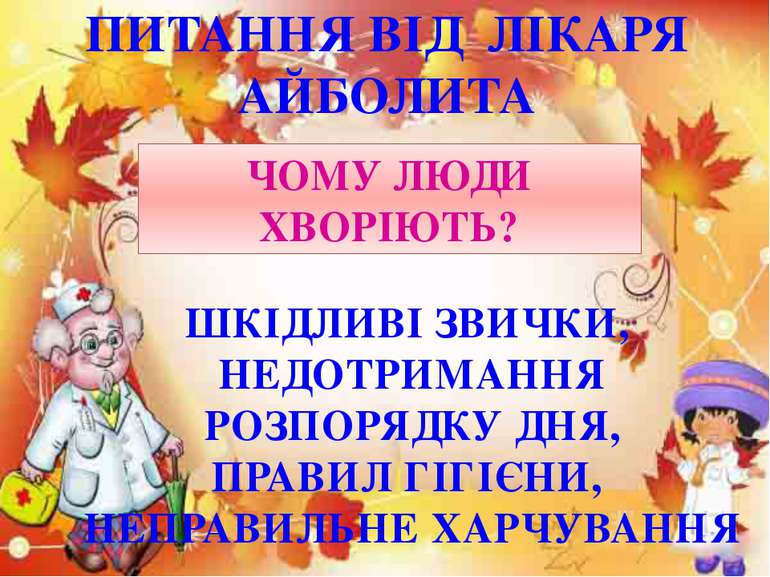 ПИТАННЯ ВІД ЛІКАРЯ
АЙБОЛИТА
ЧОМУ ЛЮДИ
ХВОРІЮТЬ?
ШКІДЛИВІ ЗВИЧКИ,
НЕДОТРИМАННЯ
РОЗПОРЯДКУ ДНЯ,
ПРАВИЛ ГІГІЄНИ,
НЕПРАВИЛЬНЕ ХАРЧУВАННЯ